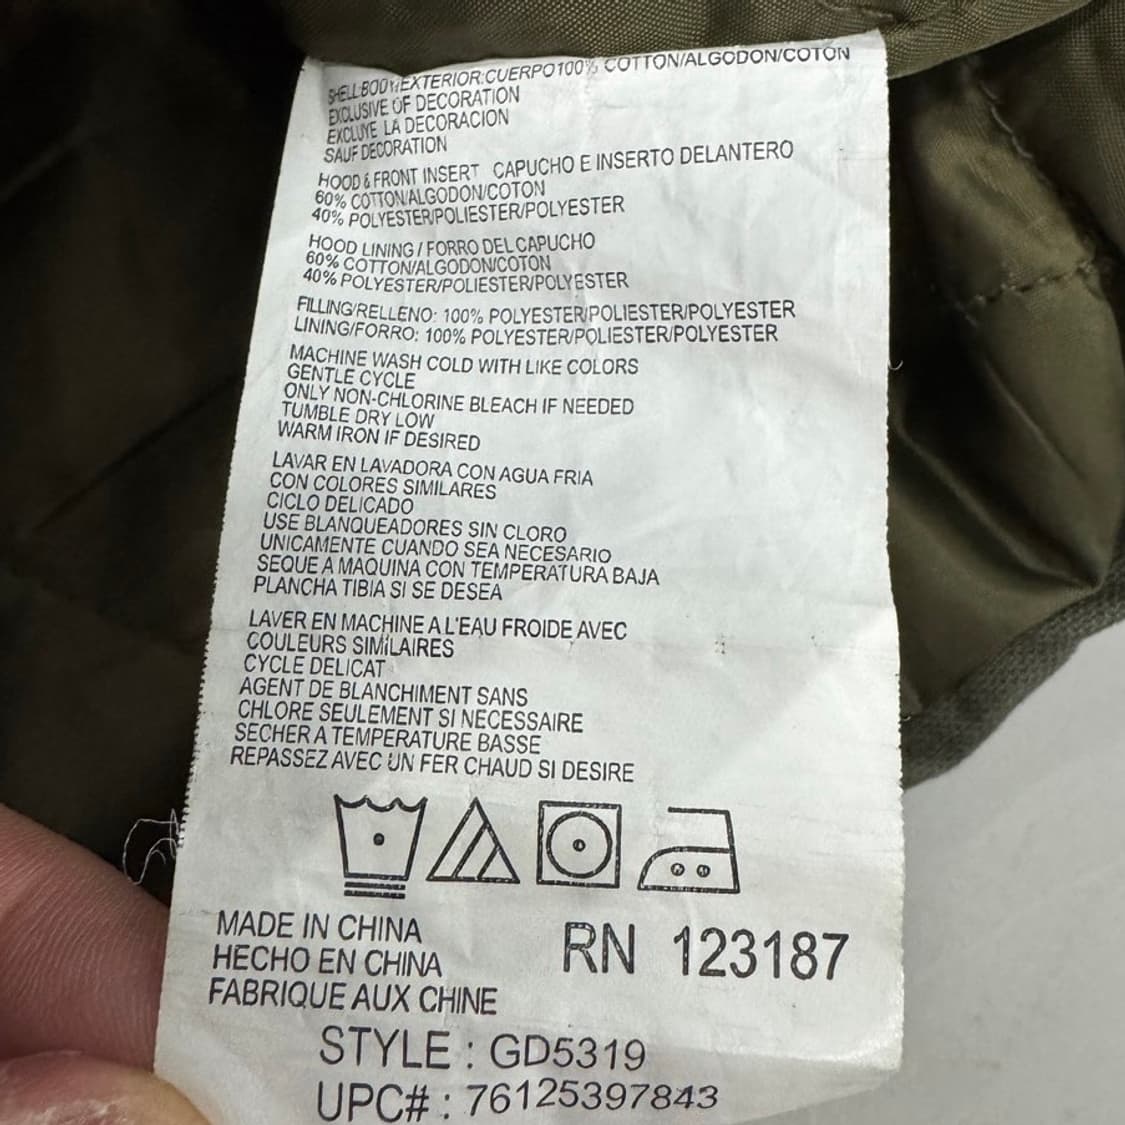 SHELL:BODY/EXTERIOR:CUERPO100% COTTON/ALGODON/COTON
EXCLUSIVE OF DECORATION
EXCLUYE LA DECORACION
SAUF DECORATION
HOOD & FRONT INSERT CAPUCHO E INSERTO DELANTERO
60% COTTON/ALGODON/COTON
40% POLYESTER/POLIESTER/POLYESTER
HOOD LINING / FORRO DEL CAPUCHO
60% COTTON/ALGODON/COTON
40% POLYESTER/POLIESTER/POLYESTER
FILLING/RELLENO: 100% POLYESTER/POLIESTER/POLYESTER
LINING/FORRO: 100% POLYESTER/POLIESTER/POLYESTER
MACHINE WASH COLD WITH LIKE COLORS
GENTLE CYCLE
ONLY NON-CHLORINE BLEACH IF NEEDED
TUMBLE DRY LOW
WARM IRON IF DESIRED
LAVAR EN LAVADORA CON AGUA FRIA
CON COLORES SIMILARES
CICLO DELICADO
USE BLANQUEADORES SIN CLORO
UNICAMENTE CUANDO SEA NECESARIO
SEQUE A MAQUINA CON TEMPERATURA BAJA
PLANCHA TIBIA SI SE DESEA
LAVER EN MACHINE A L'EAU FROIDE AVEC
COULEURS SIMILAIRES
CYCLE DELICAT
AGENT DE BLANCHIMENT SANS
CHLORE SEULEMENT SI NECESSAIRE
SECHER A TEMPERATURE BASSE
REPASSEZ AVEC UN FER CHAUD SI DESIRE
MADE IN CHINA
HECHO EN CHINA
FABRIQUE AUX CHINE
RN 123187
STYLE : GD5319
UPC# : 76125397843